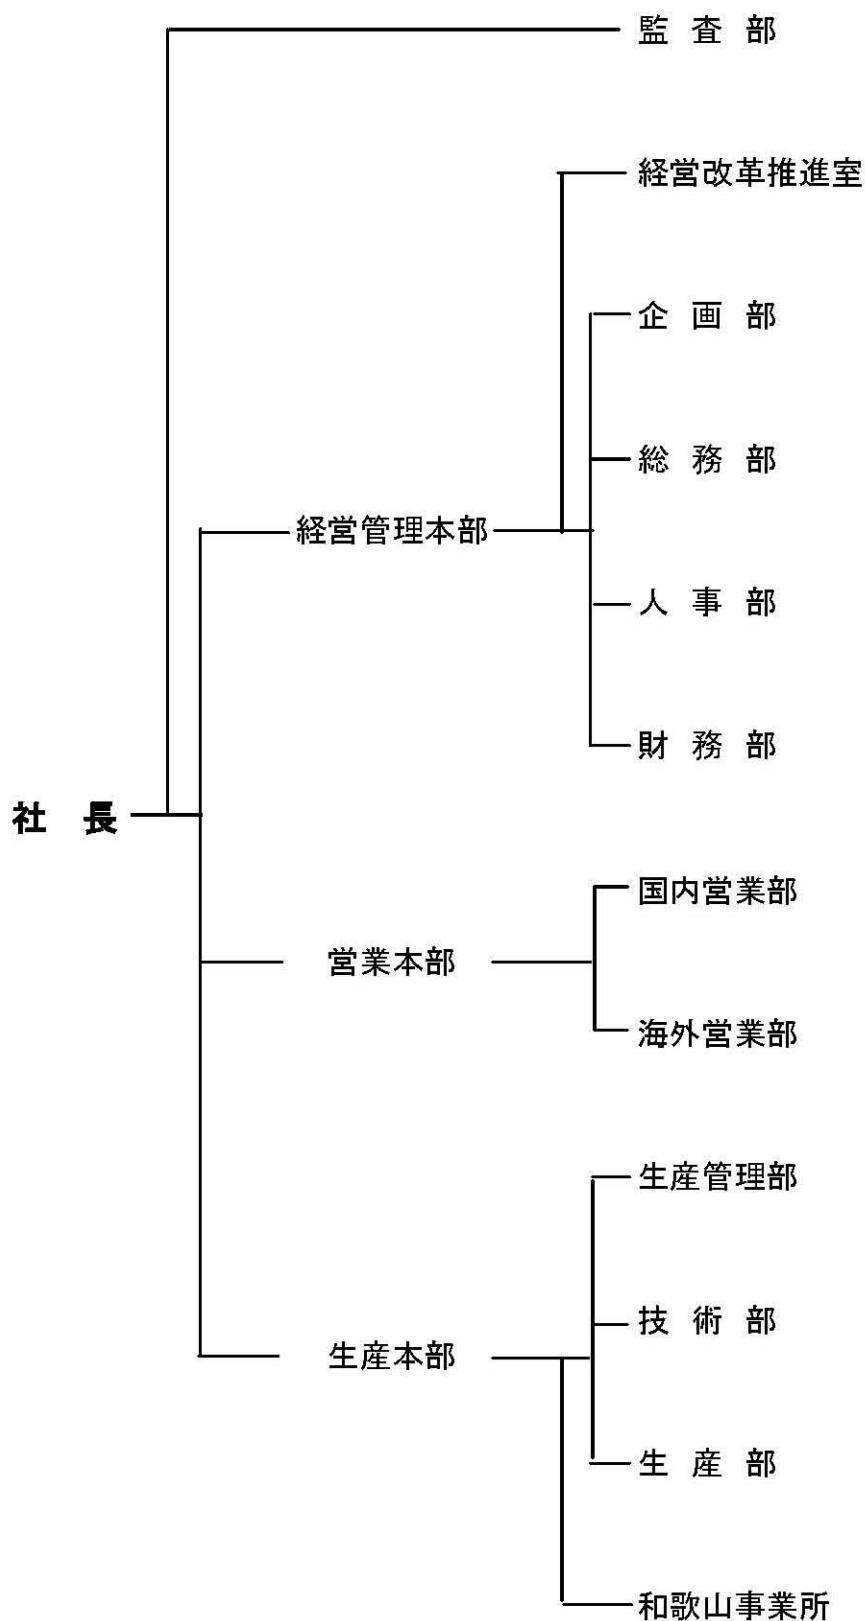 監査部
経営改革推進室
企画部
総務部
経営管理本部
人事部
財務部
社長
国内営業部
営業本部
海外営業部
生産管理部
技術部
生産本部
生産部
和歌山事業所